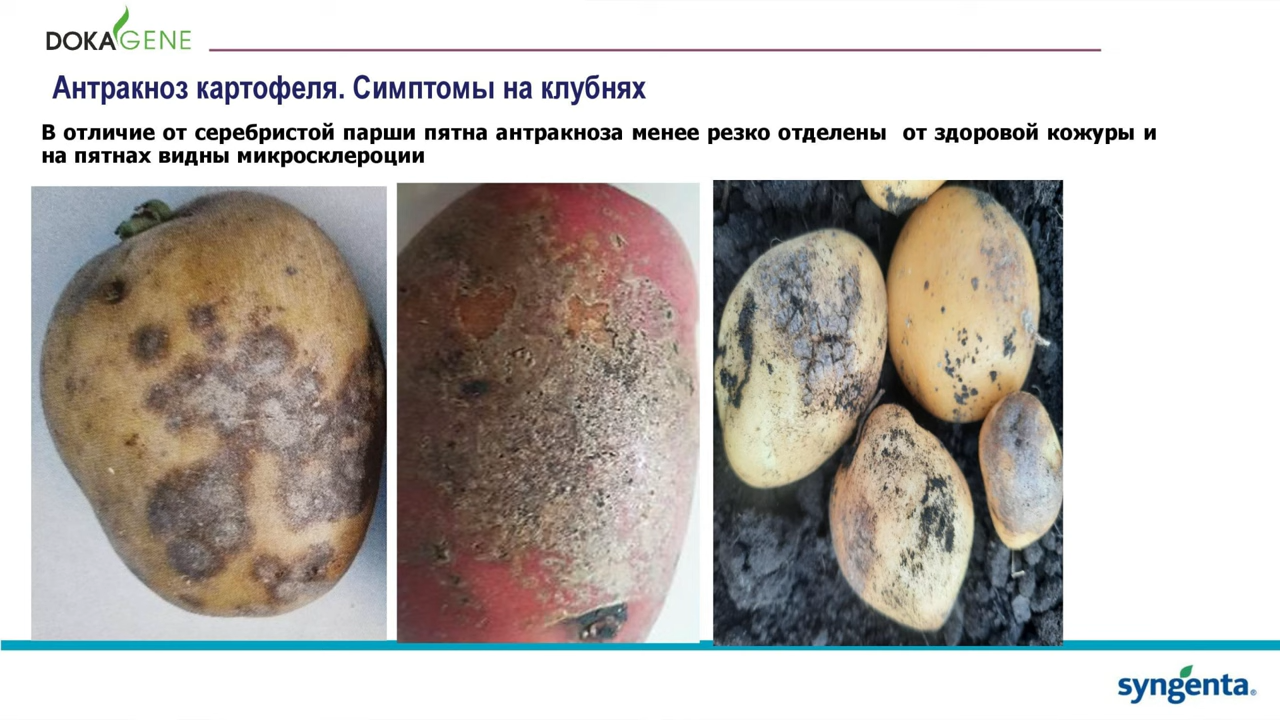 DOKAGENE
Антракноз картофеля. Симптомы на клубнях
В отличие от серебристой парши пятна антракноза менее резко отделены от здоровой кожуры и
на пятнах видны микросклероции
syngenta®